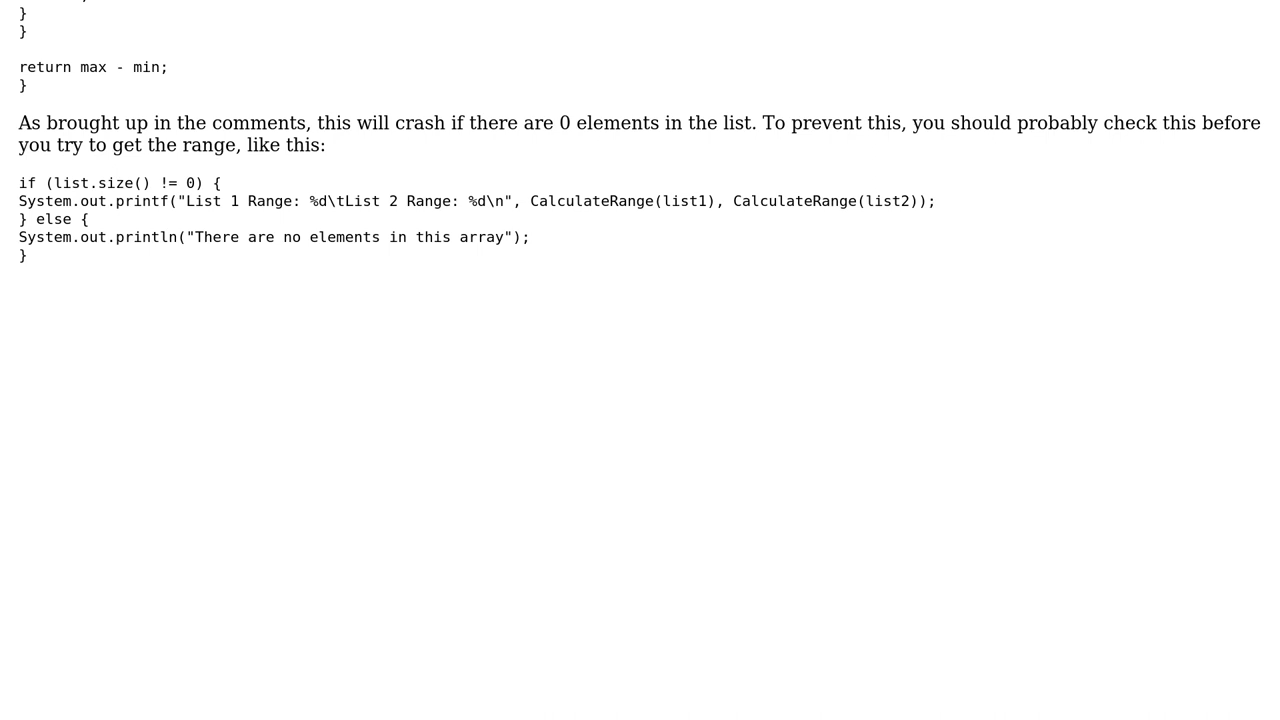 }
}
return max - min;
}
As brought up in the comments, this will crash if there are 0 elements in the list. To prevent this, you should probably check this before
you try to get the range, like this:
if (list.size() != 0) {
System.out.printf("List 1 Range: %d\tList 2 Range: %d\n", CalculateRange(list1), CalculateRange(list2));
} else {
System.out.println("There are no elements in this array");
}